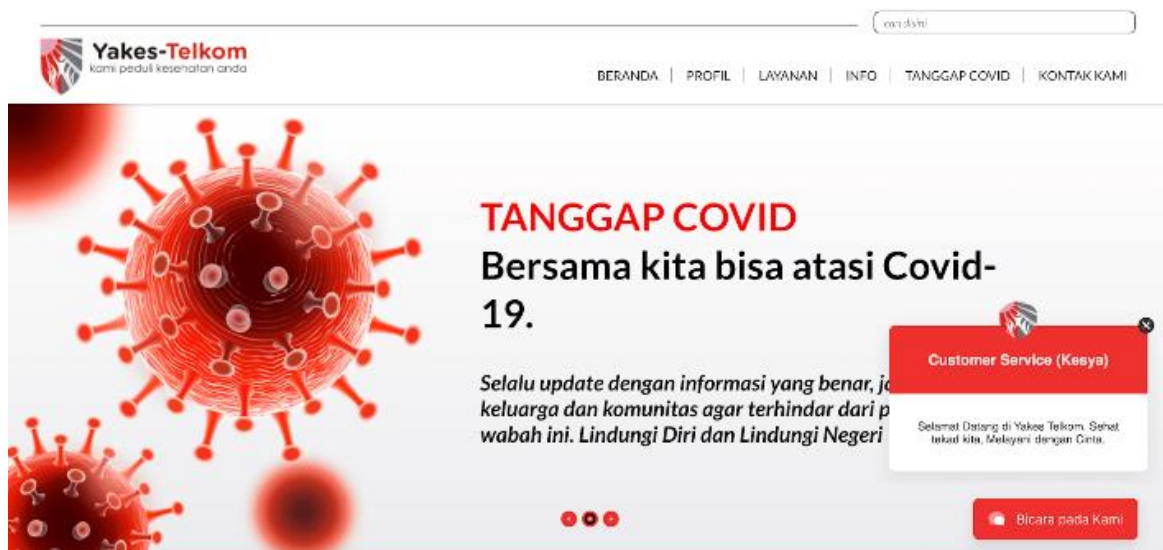 cari disini
Yakes-Telkom
kami peduli kesehatan anda
BERANDA | PROFIL | LAYANAN | INFO | TANGGAP COVID | KONTAK KAMI
TANGGAP COVID
Bersama kita bisa atasi Covid-
19.
Selalu update dengan informasi yang benar,
keluarga dan komunitas agar terhindar dari
wabah ini. Lindungi Diri dan Lindungi Negeri
Customer Service (Kesya)
Selamat Datang di Yakes Telkom. Sehat
tekad kita, Melayani dengan Cinta.
Bicara pada Kami